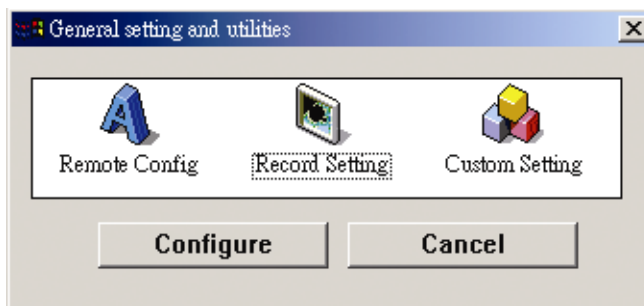 General setting and utilities
Remote Config Record Setting Custom Setting
Configure Cancel